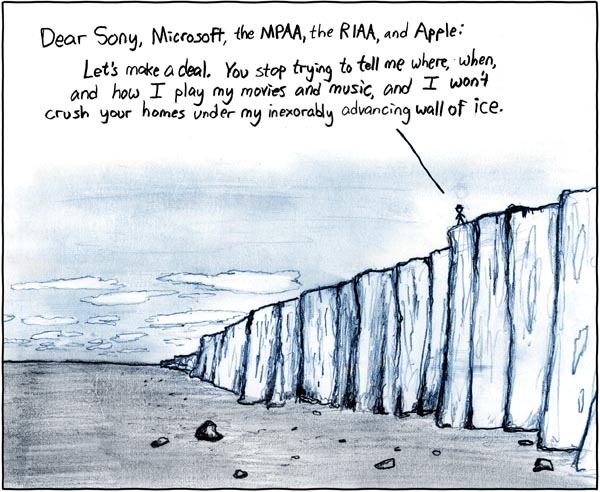 Dear Sony, Microsoft, the MPAA, the RIAA, and Apple:
Let's make a deal. You stop trying to tell me where, when,
and how I play my movies and music, and I won't
crush your homes under my inexorably advancing wall of ice.